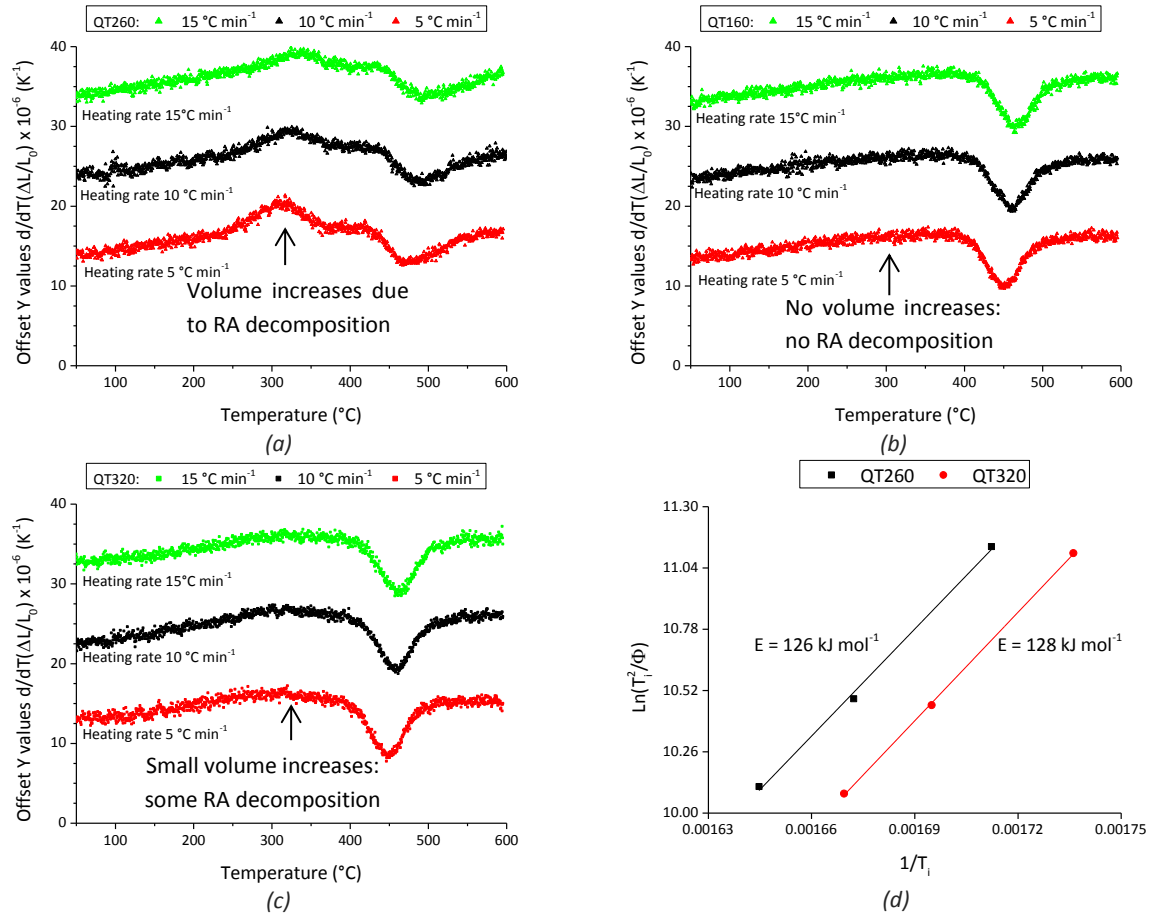 QT260: 15 °C min⁻¹ 10 °C min⁻¹ 5 °C min⁻¹
Offset Y values d/dT(ΔL/L₀) x 10⁻⁶ (K⁻¹)
40
30
20
10
0
Heating rate 15°C min⁻¹
Heating rate 10 °C min⁻¹
Heating rate 5 °C min⁻¹
Volume increases due
to RA decomposition
100 200 300 400 500 600
Temperature (°C)
(a)
QT160: 15 °C min⁻¹ 10 °C min⁻¹ 5 °C min⁻¹
Offset Y values d/dT(ΔL/L₀) x 10⁻⁶ (K⁻¹)
40
30
20
10
0
Heating rate 15°C min⁻¹
Heating rate 10 °C min⁻¹
Heating rate 5 °C min⁻¹
No volume increases:
no RA decomposition
100 200 300 400 500 600
Temperature (°C)
(b)
QT320: 15 °C min⁻¹ 10 °C min⁻¹ 5 °C min⁻¹
Offset Y values d/dT(ΔL/L₀) x 10⁻⁶ (K⁻¹)
40
30
20
10
0
Heating rate 15°C min⁻¹
Heating rate 10 °C min⁻¹
Heating rate 5 °C min⁻¹
Small volume increases:
some RA decomposition
100 200 300 400 500 600
Temperature (°C)
(c)
QT260 QT320
Ln(Tᵢ²/Φ)
11.30
11.04
10.78
10.52
10.26
10.00
E = 126 kJ mol⁻¹
E = 128 kJ mol⁻¹
0.00163 0.00166 0.00169 0.00172 0.00175
1/Tᵢ
(d)